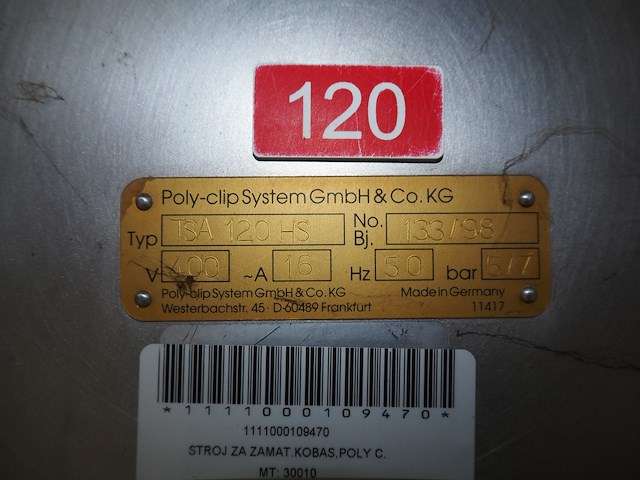 120
Poly-clip System GmbH & Co. KG
Typ TSA 120 HS No. Bj. 133/98
V 400 ~A 16 Hz 50 bar 5/7
Poly-clip System GmbH & Co. KG Made in Germany
Westerbachstr. 45 · D-60489 Frankfurt 11417
*1111000109470*
1111000109470
STROJ ZA ZAMAT.KOBAS.POLY C.
MT: 30010